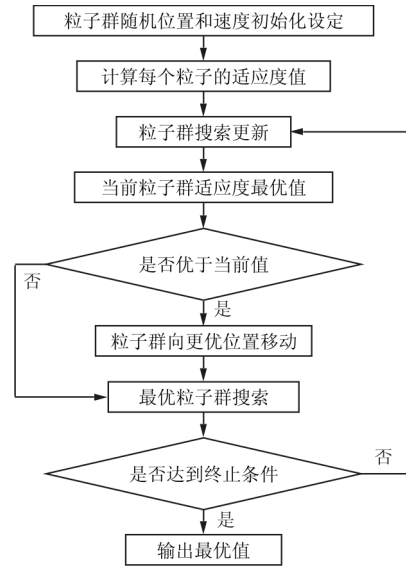 粒子群随机位置和速度初始化设定
计算每个粒子的适应度值
粒子群搜索更新
当前粒子群适应度最优值
是否优于当前值
否
是
粒子群向更优位置移动
最优粒子群搜索
是否达到终止条件
否
是
输出最优值